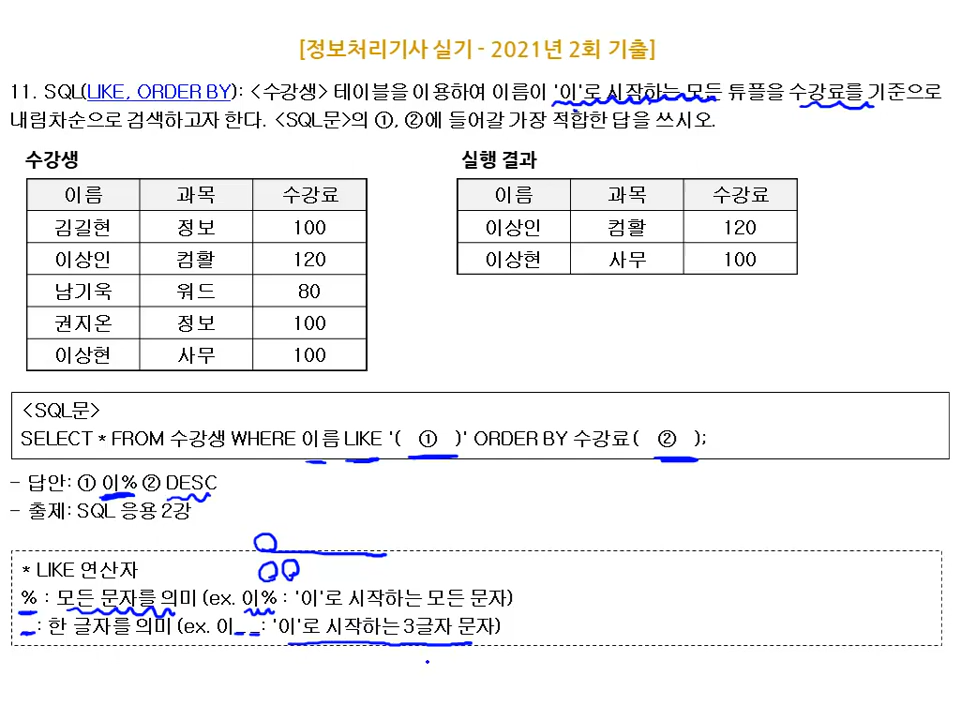 [정보처리기사 실기 - 2021년 2회 기출]
11. SQL(LIKE, ORDER BY): <수강생> 테이블을 이용하여 이름이 '이'로 시작하는 모든 튜플을 수강료를 기준으로
내림차순으로 검색하고자 한다. <SQL문>의 ①, ②에 들어갈 가장 적합한 답을 쓰시오.
수강생
이름 과목 수강료
김길현 정보 100
이상인 컴활 120
남기욱 워드 80
권지온 정보 100
이상현 사무 100
실행 결과
이름 과목 수강료
이상인 컴활 120
이상현 사무 100
<SQL문>
SELECT * FROM 수강생 WHERE 이름 LIKE '( ① )' ORDER BY 수강료( ② );
- 답안: ① 이% ② DESC
- 출제: SQL 응용 2강
* LIKE 연산자
% : 모든 문자를 의미 (ex. 이% : '이'로 시작하는 모든 문자)
_ : 한 글자를 의미 (ex. 이_ _: '이'로 시작하는 3글자 문자)